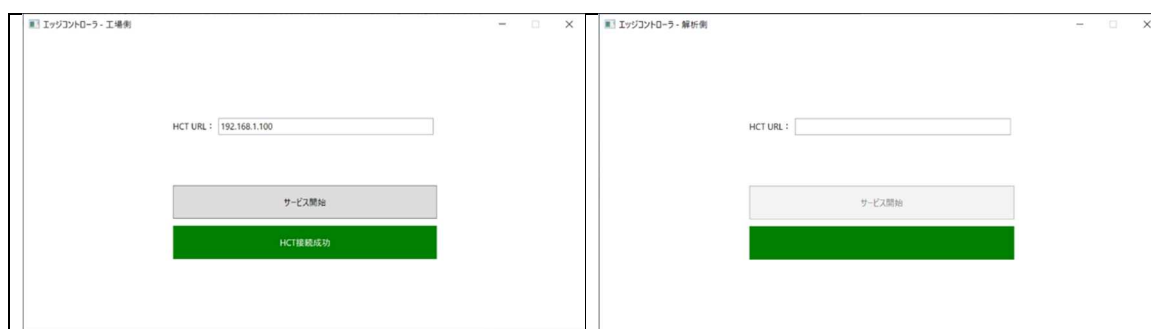 エッジコントローラ - 工場側
HCT URL： 192.168.1.100
サービス開始
HCT接続成功
エッジコントローラ - 解析側
HCT URL：
サービス開始